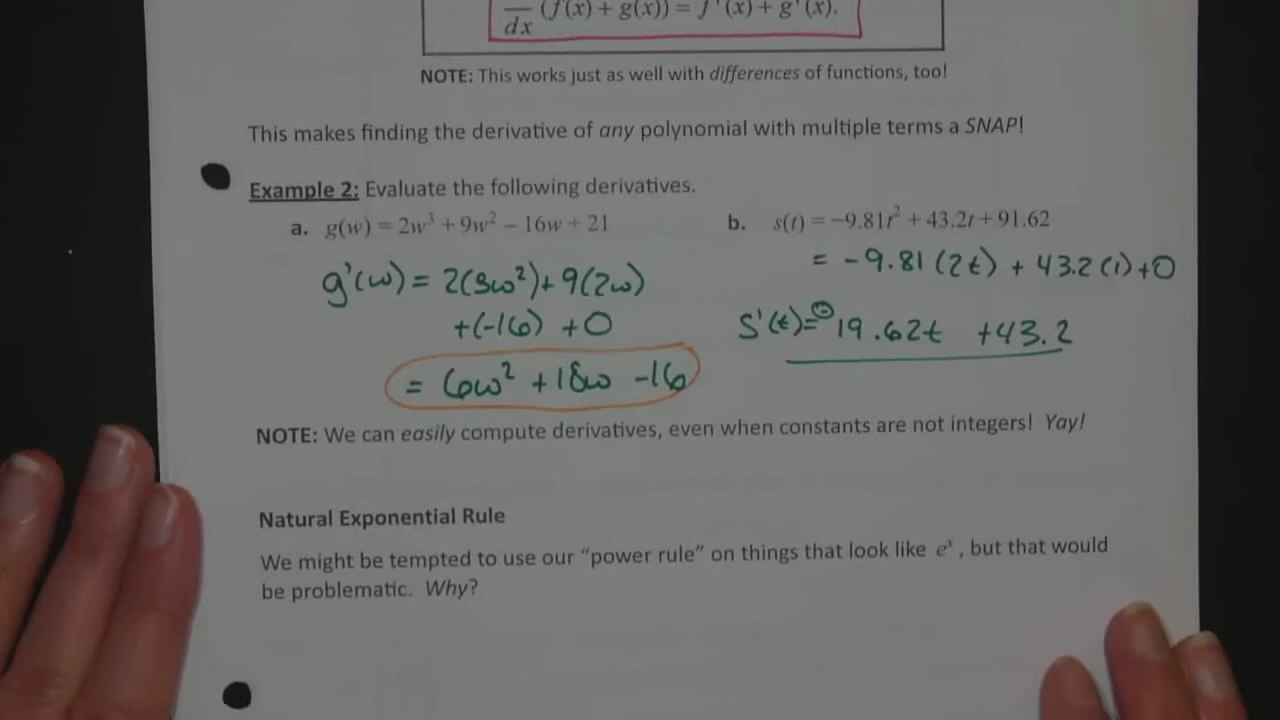 d/dx (f(x) + g(x)) = f '(x) + g '(x).
NOTE: This works just as well with differences of functions, too!
This makes finding the derivative of any polynomial with multiple terms a SNAP!
Example 2: Evaluate the following derivatives.
a. g(w) = 2w³ + 9w² − 16w + 21
b. s(t) = −9.81t² + 43.2t + 91.62
g'(w) = 2(3w²) + 9(2w)
+(-16) + 0
= 6w² + 18w - 16
= -9.81 (2t) + 43.2 (1) + 0
s'(t) = -19.62t + 43.2
NOTE: We can easily compute derivatives, even when constants are not integers! Yay!
Natural Exponential Rule
We might be tempted to use our “power rule” on things that look like eˣ, but that would
be problematic. Why?